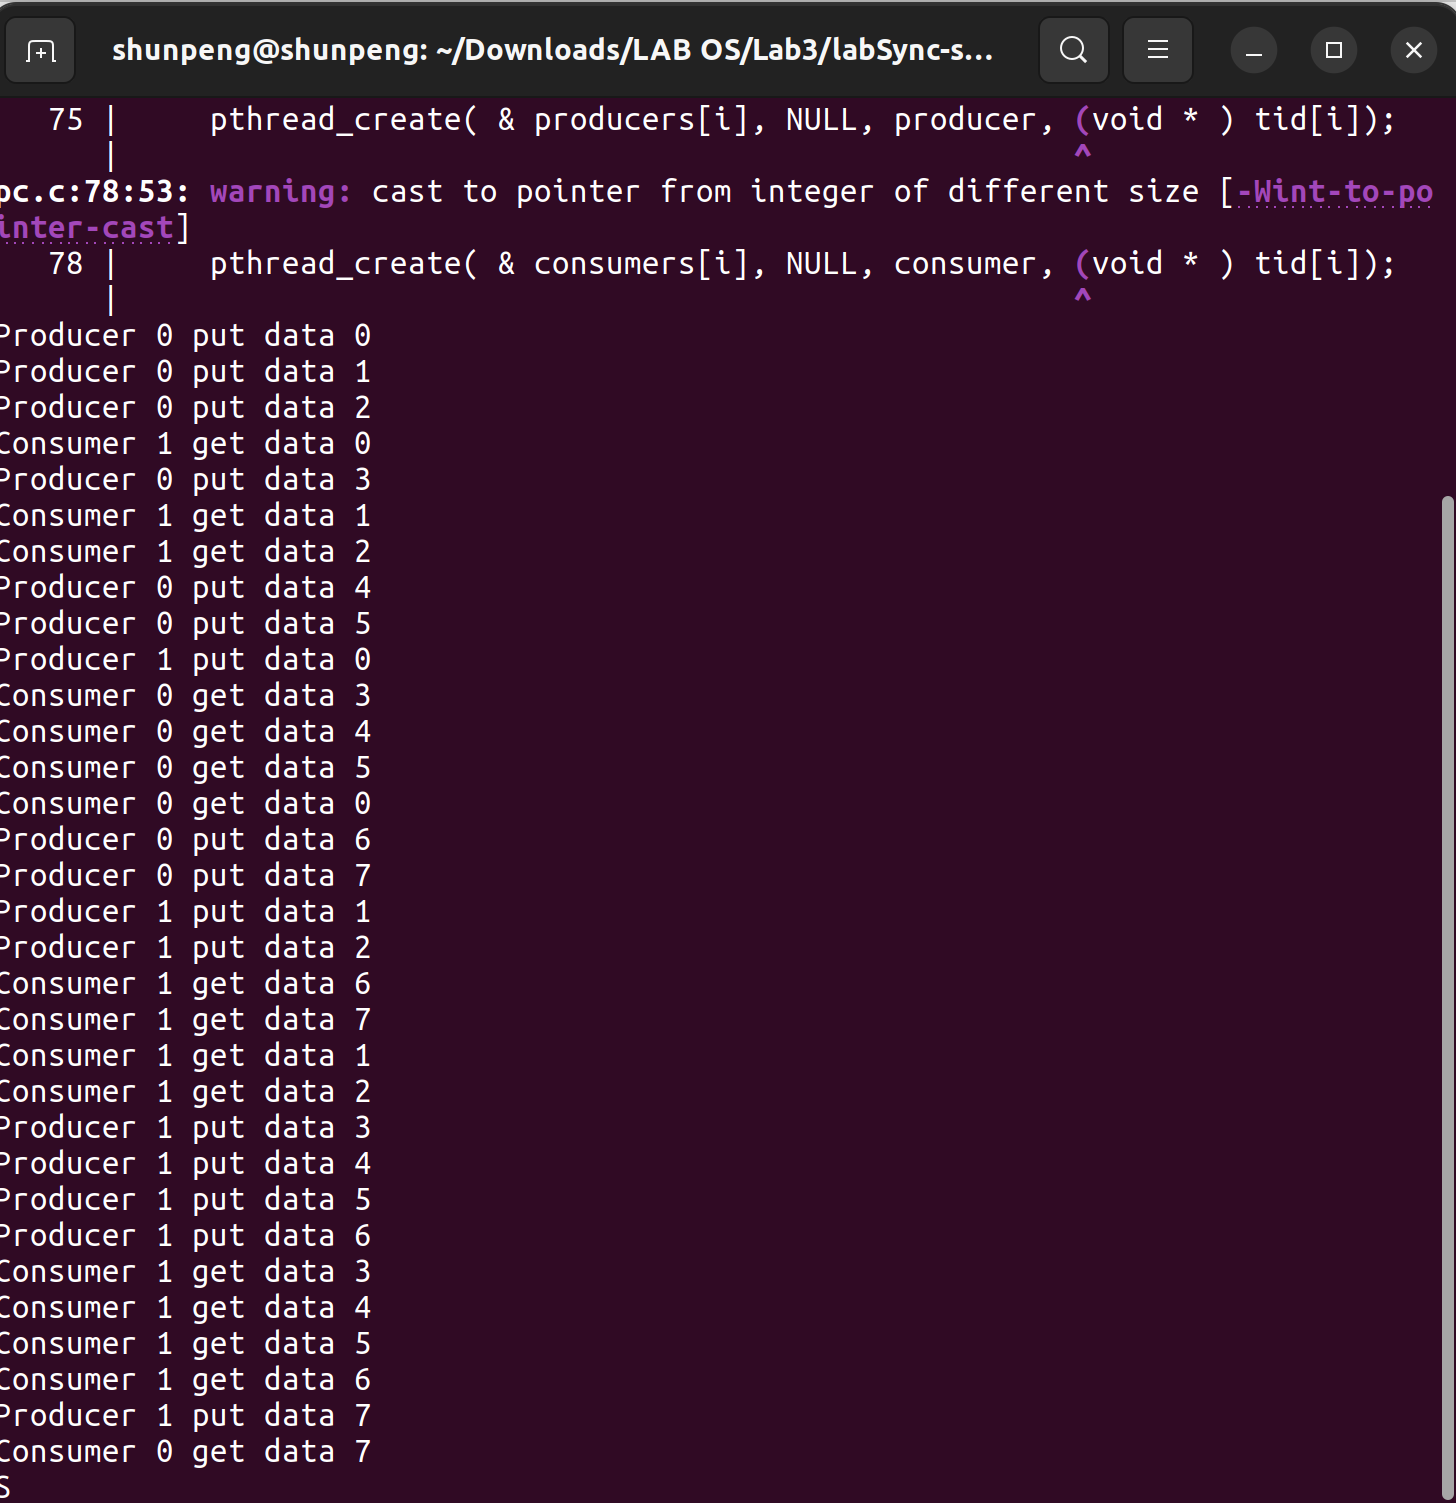 shunpeng@shunpeng: ~/Downloads/LAB OS/Lab3/labSync-s...
75 |     pthread_create( & producers[i], NULL, producer, (void * ) tid[i]);
|                                                     ^
pc.c:78:53: warning: cast to pointer from integer of different size [-Wint-to-po
inter-cast]
78 |     pthread_create( & consumers[i], NULL, consumer, (void * ) tid[i]);
|                                                     ^
Producer 0 put data 0
Producer 0 put data 1
Producer 0 put data 2
Consumer 1 get data 0
Producer 0 put data 3
Consumer 1 get data 1
Consumer 1 get data 2
Producer 0 put data 4
Producer 0 put data 5
Producer 1 put data 0
Consumer 0 get data 3
Consumer 0 get data 4
Consumer 0 get data 5
Consumer 0 get data 0
Producer 0 put data 6
Producer 0 put data 7
Producer 1 put data 1
Producer 1 put data 2
Consumer 1 get data 6
Consumer 1 get data 7
Consumer 1 get data 1
Consumer 1 get data 2
Producer 1 put data 3
Producer 1 put data 4
Producer 1 put data 5
Producer 1 put data 6
Consumer 1 get data 3
Consumer 1 get data 4
Consumer 1 get data 5
Consumer 1 get data 6
Producer 1 put data 7
Consumer 0 get data 7
S